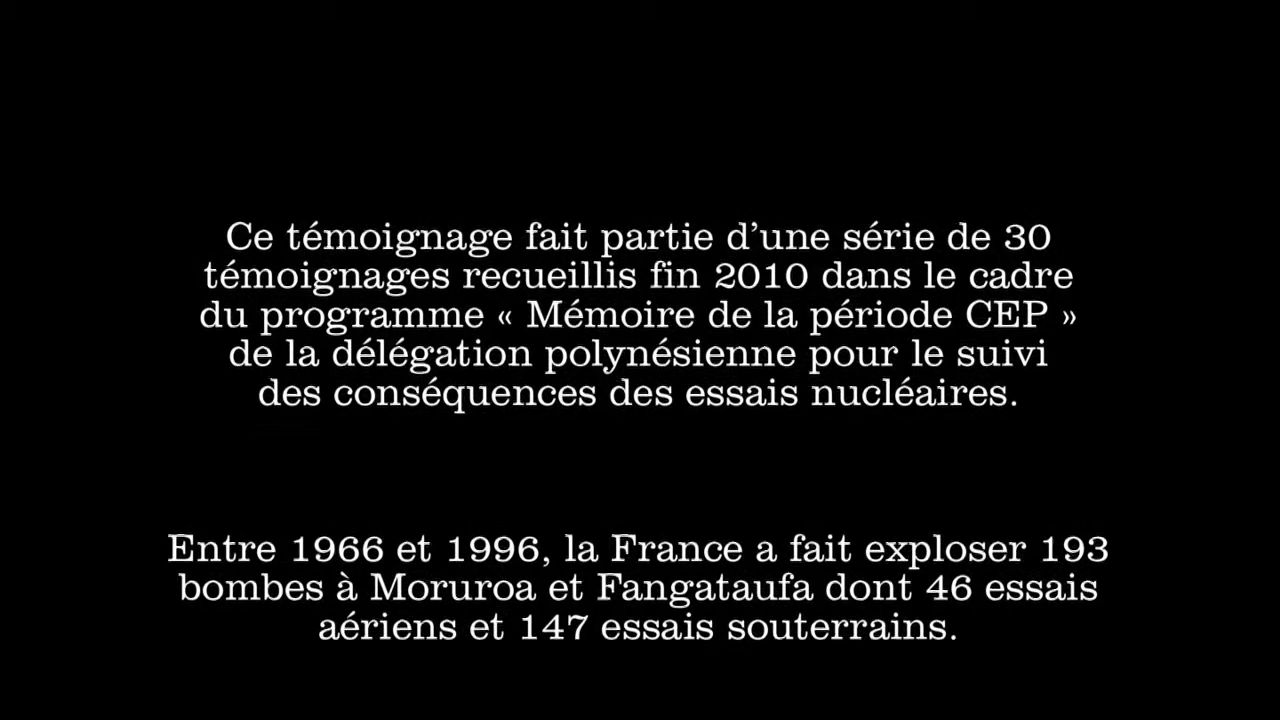 Ce témoignage fait partie d’une série de 30
témoignages recueillis fin 2010 dans le cadre
du programme « Mémoire de la période CEP »
de la délégation polynésienne pour le suivi
des conséquences des essais nucléaires.
Entre 1966 et 1996, la France a fait exploser 193
bombes à Moruroa et Fangataufa dont 46 essais
aériens et 147 essais souterrains.